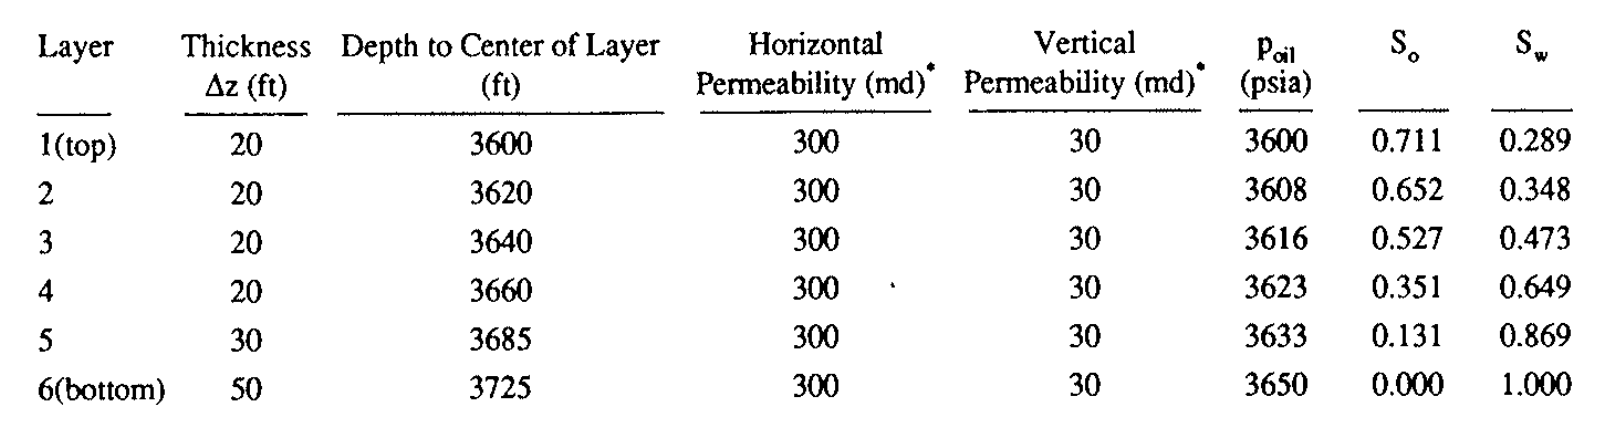 Layer Thickness Depth to Center of Layer Horizontal Vertical p_oil S_o S_w
Δz (ft) (ft) Permeability (md)* Permeability (md)* (psia)
1(top) 20 3600 300 30 3600 0.711 0.289
2 20 3620 300 30 3608 0.652 0.348
3 20 3640 300 30 3616 0.527 0.473
4 20 3660 300 30 3623 0.351 0.649
5 30 3685 300 30 3633 0.131 0.869
6(bottom) 50 3725 300 30 3650 0.000 1.000